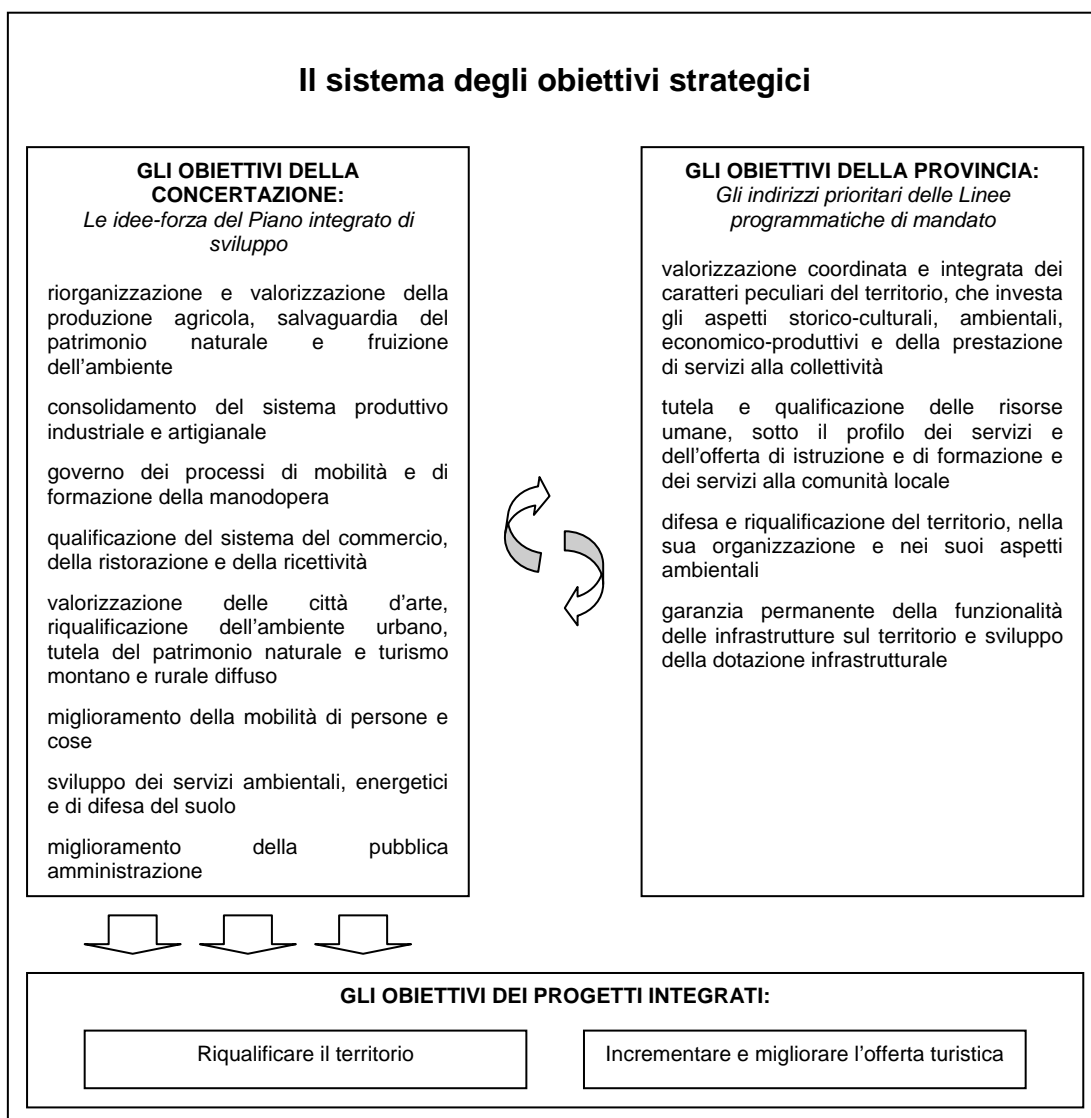 Il sistema degli obiettivi strategici
GLI OBIETTIVI DELLA
CONCERTAZIONE:
Le idee-forza del Piano integrato di
sviluppo
riorganizzazione e valorizzazione della
produzione agricola, salvaguardia del
patrimonio naturale e fruizione
dell’ambiente
consolidamento del sistema produttivo
industriale e artigianale
governo dei processi di mobilità e di
formazione della manodopera
qualificazione del sistema del commercio,
della ristorazione e della ricettività
valorizzazione delle città d’arte,
riqualificazione dell’ambiente urbano,
tutela del patrimonio naturale e turismo
montano e rurale diffuso
miglioramento della mobilità di persone e
cose
sviluppo dei servizi ambientali, energetici
e di difesa del suolo
miglioramento della pubblica
amministrazione
GLI OBIETTIVI DELLA PROVINCIA:
Gli indirizzi prioritari delle Linee
programmatiche di mandato
valorizzazione coordinata e integrata dei
caratteri peculiari del territorio, che investa
gli aspetti storico-culturali, ambientali,
economico-produttivi e della prestazione
di servizi alla collettività
tutela e qualificazione delle risorse
umane, sotto il profilo dei servizi e
dell’offerta di istruzione e di formazione e
dei servizi alla comunità locale
difesa e riqualificazione del territorio, nella
sua organizzazione e nei suoi aspetti
ambientali
garanzia permanente della funzionalità
delle infrastrutture sul territorio e sviluppo
della dotazione infrastrutturale
GLI OBIETTIVI DEI PROGETTI INTEGRATI:
Riqualificare il territorio
Incrementare e migliorare l’offerta turistica